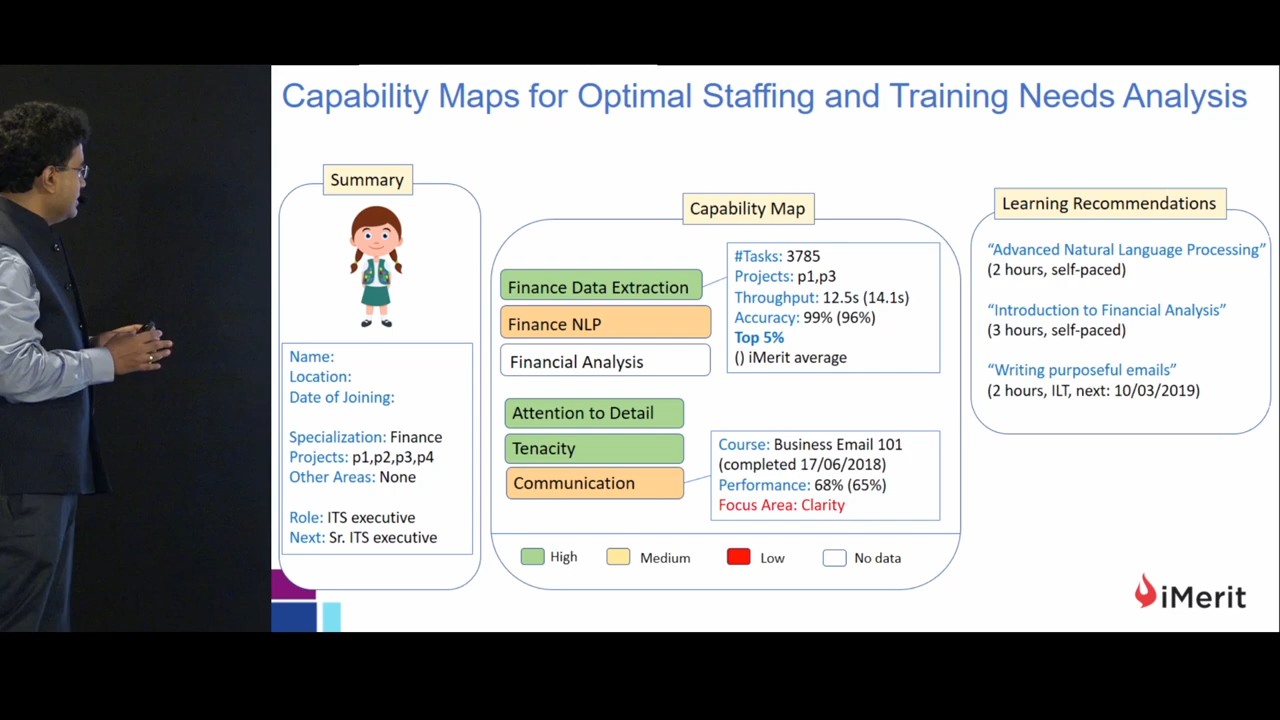 Capability Maps for Optimal Staffing and Training Needs Analysis
Summary
Name:
Location:
Date of Joining:
Specialization: Finance
Projects: p1,p2,p3,p4
Other Areas: None
Role: ITS executive
Next: Sr. ITS executive
Capability Map
Finance Data Extraction
Finance NLP
Financial Analysis
#Tasks: 3785
Projects: p1,p3
Throughput: 12.5s (14.1s)
Accuracy: 99% (96%)
Top 5%
() iMerit average
Attention to Detail
Tenacity
Communication
Course: Business Email 101
(completed 17/06/2018)
Performance: 68% (65%)
Focus Area: Clarity
High
Medium
Low
No data
Learning Recommendations
“Advanced Natural Language Processing”
(2 hours, self-paced)
“Introduction to Financial Analysis”
(3 hours, self-paced)
“Writing purposeful emails”
(2 hours, ILT, next: 10/03/2019)
iMerit